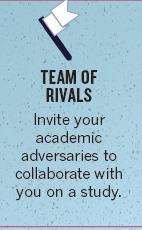 TEAM OF
RIVALS
Invite your
academic
adversaries to
collaborate with
you on a study.